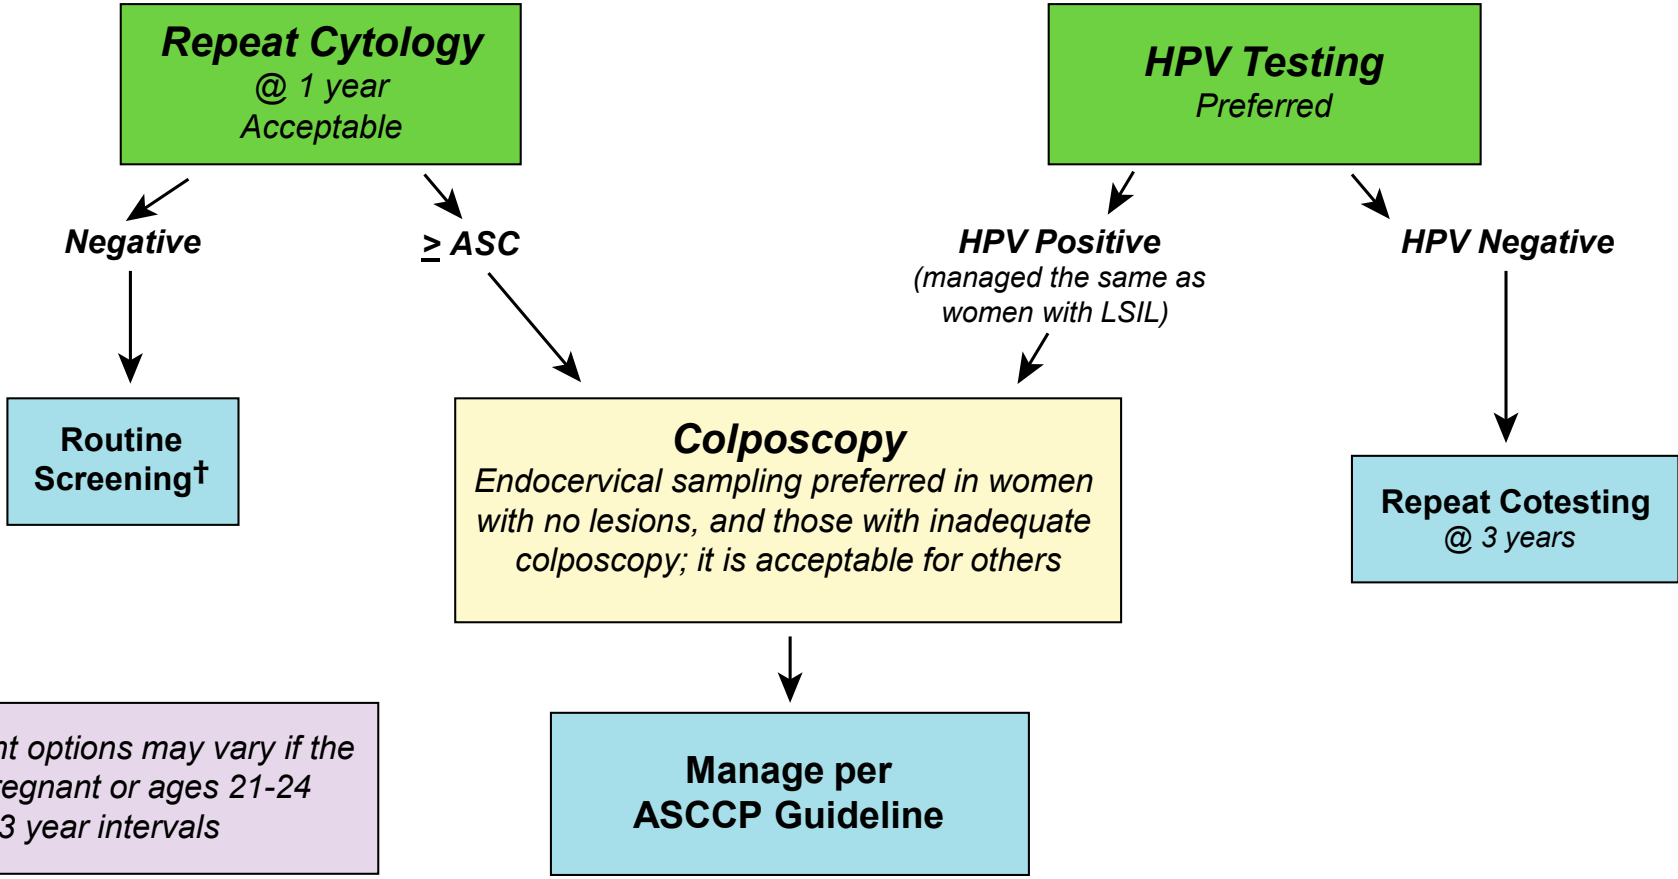 Repeat Cytology
@ 1 year
Acceptable
HPV Testing
Preferred
Negative
≥ ASC
HPV Positive
(managed the same as
women with LSIL)
HPV Negative
Routine
Screening†
Colposcopy
Endocervical sampling preferred in women
with no lesions, and those with inadequate
colposcopy; it is acceptable for others
Repeat Cotesting
@ 3 years
options may vary if the
or ages 21-24
3 year intervals
Manage per
ASCCP Guideline